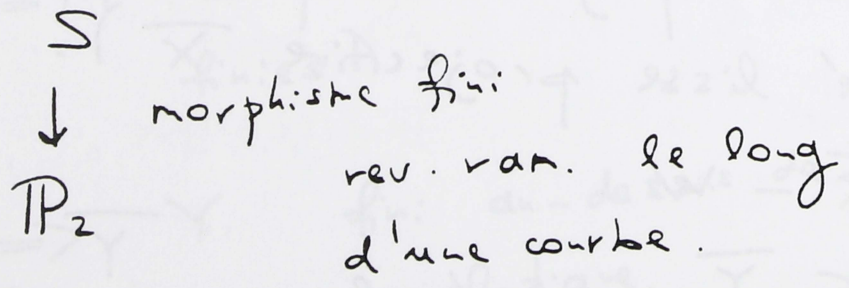 S
↓ morphisme fini
rev. ram. le long
ℙ₂
d'une courbe.